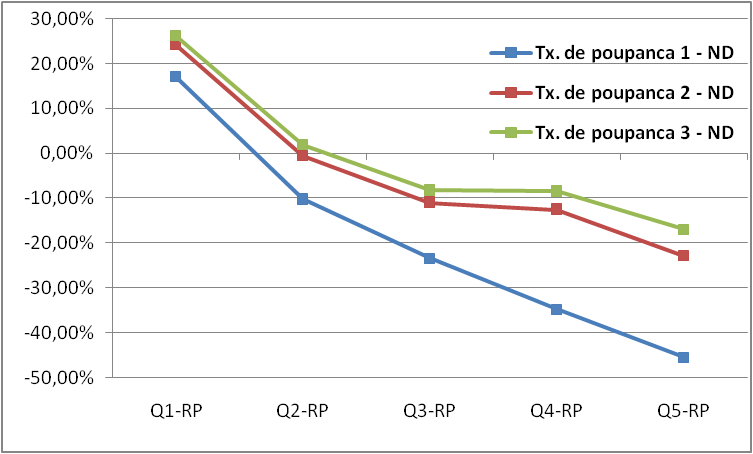 30,00%
20,00%
10,00%
0,00%
-10,00%
-20,00%
-30,00%
-40,00%
-50,00%
Tx. de poupanca 1 - ND
Tx. de poupanca 2 - ND
Tx. de poupanca 3 - ND
Q1-RP Q2-RP Q3-RP Q4-RP Q5-RP